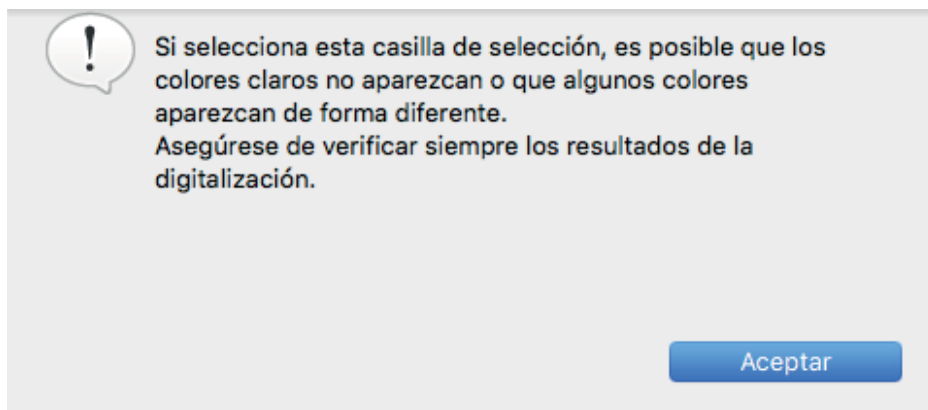 Si selecciona esta casilla de selección, es posible que los
colores claros no aparezcan o que algunos colores
aparezcan de forma diferente.
Asegúrese de verificar siempre los resultados de la
digitalización.
Aceptar